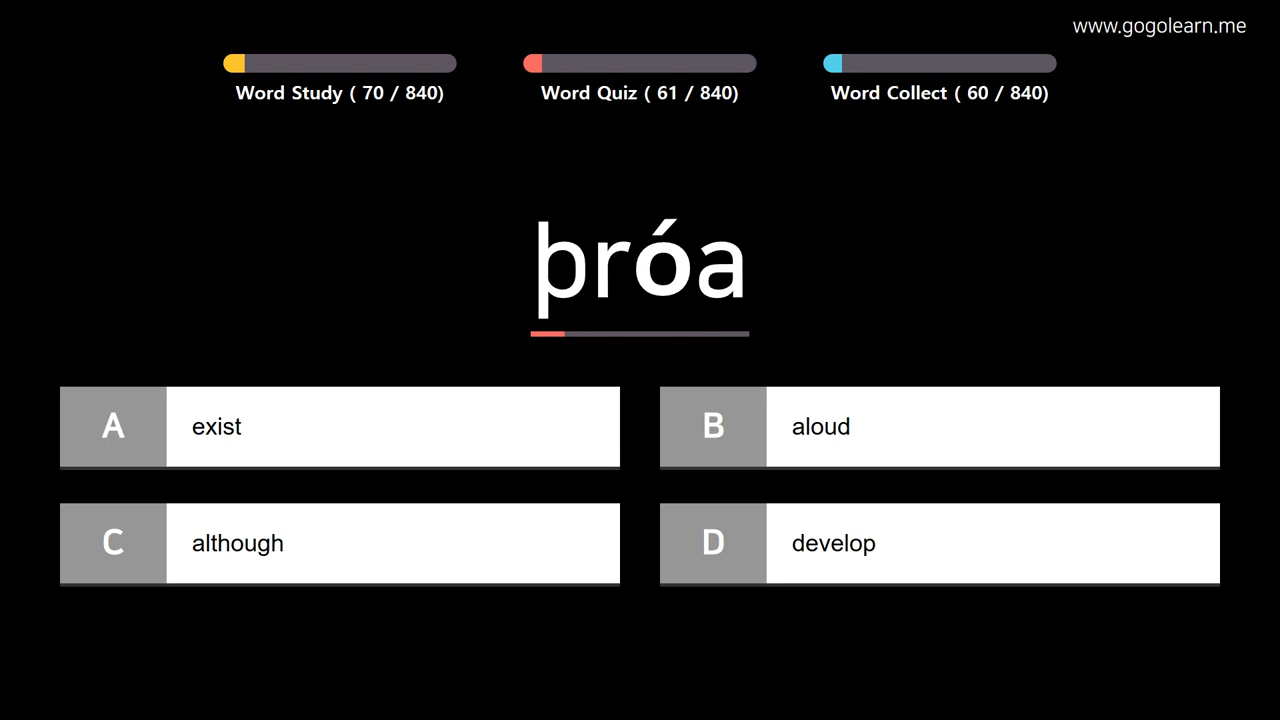 www.gogolearn.me
Word Study ( 70 / 840)
Word Quiz ( 61 / 840)
Word Collect ( 60 / 840)
þróa
A exist
B aloud
C although
D develop